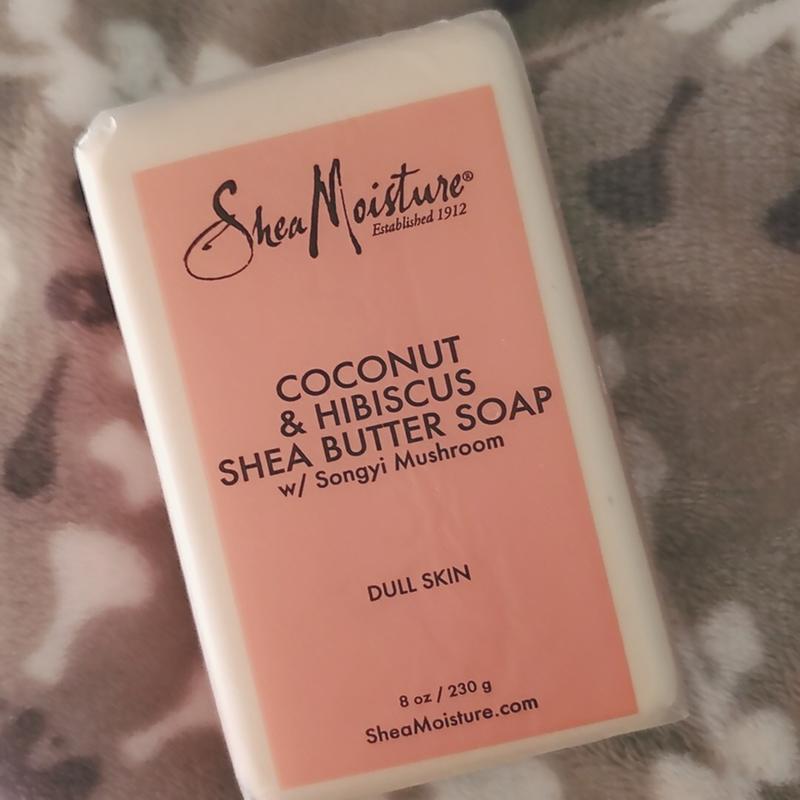 SheaMoisture®
Established 1912
COCONUT
& HIBISCUS
SHEA BUTTER SOAP
w/ Songyi Mushroom
DULL SKIN
8 oz / 230 g
SheaMoisture.com